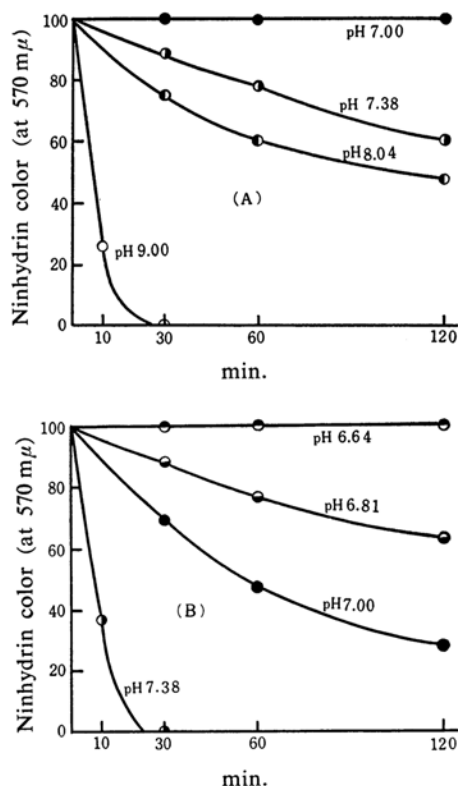 Ninhydrin color (at 570 mμ)
100
80
60
40
20
0
pH 7.00
pH 7.38
pH 8.04
(A)
pH 9.00
10 30 60 120
min.
Ninhydrin color (at 570 mμ)
100
80
60
40
20
0
pH 6.64
pH 6.81
pH 7.00
(B)
pH 7.38
10 30 60 120
min.